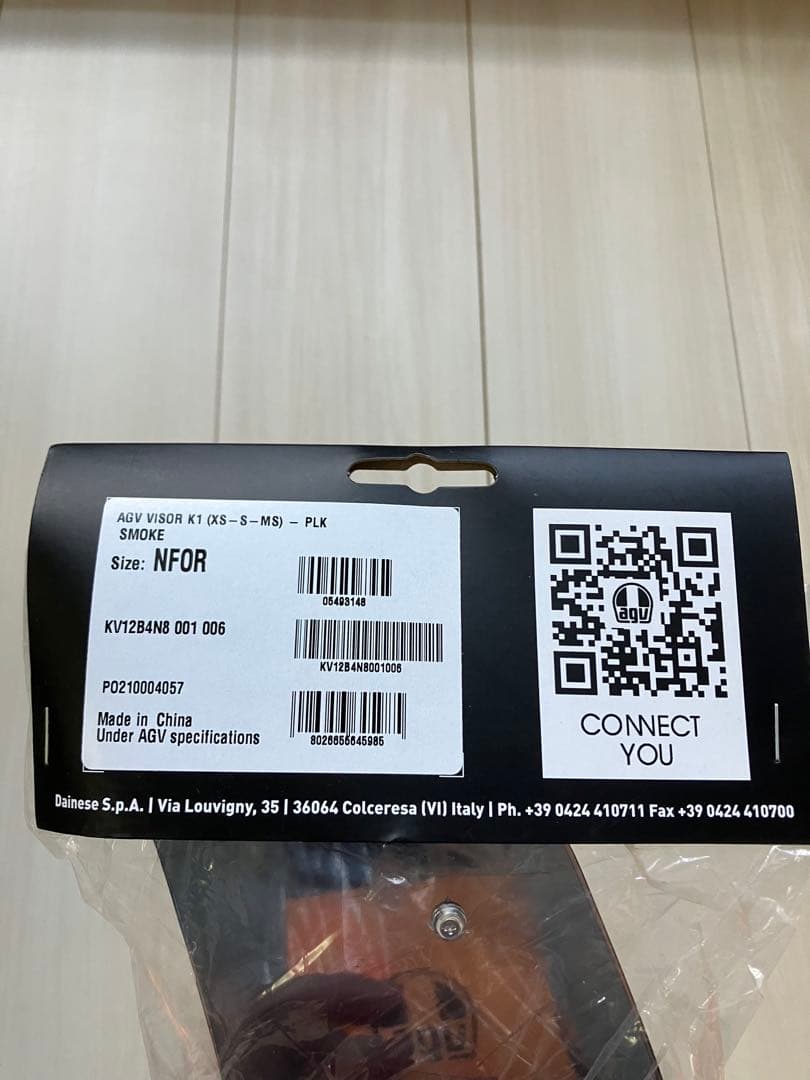 AGV VISOR K1 (XS-S-MS) - PLK
SMOKE
Size: NFOR
05493148
KV12B4N8 001 006
KV12B4N8001006
PO210004057
8026655645985
Made in China
Under AGV specifications
agv
CONNECT
YOU
Dainese S.p.A. | Via Louvigny, 35 | 36064 Colceresa (VI) Italy | Ph. +39 0424 410711 Fax +39 0424 410700
agv